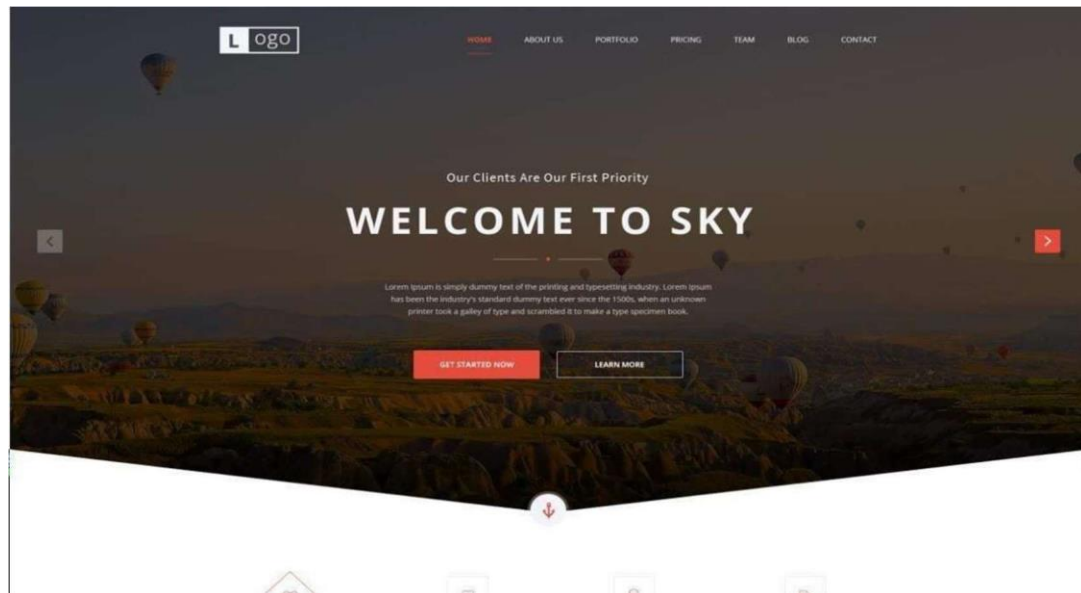 L ogo
HOME ABOUT US PORTFOLIO PRICING TEAM BLOG CONTACT
Our Clients Are Our First Priority
WELCOME TO SKY
Lorem Ipsum is simply dummy text of the printing and typesetting industry. Lorem Ipsum
has been the industry's standard dummy text ever since the 1500s, when an unknown
printer took a galley of type and scrambled it to make a type specimen book.
GET STARTED NOW LEARN MORE